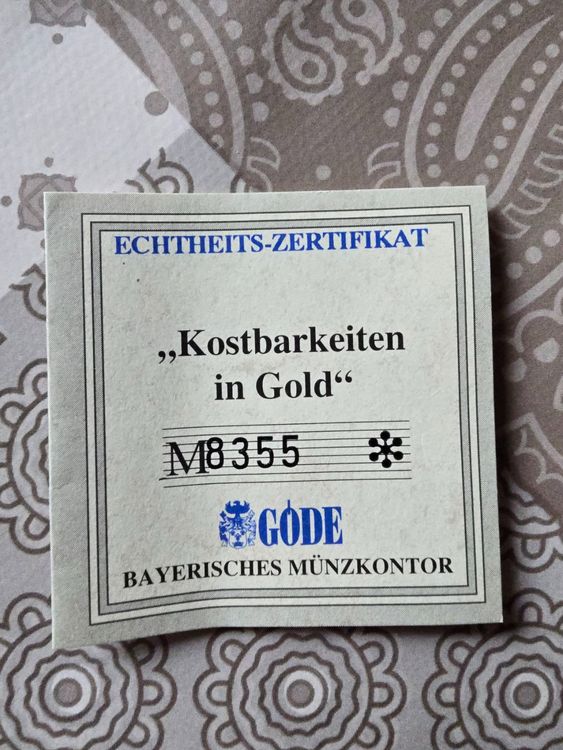 ECHTHEITS-ZERTIFIKAT
„Kostbarkeiten
in Gold“
M8355
GÖDE
BAYERISCHES MÜNZKONTOR